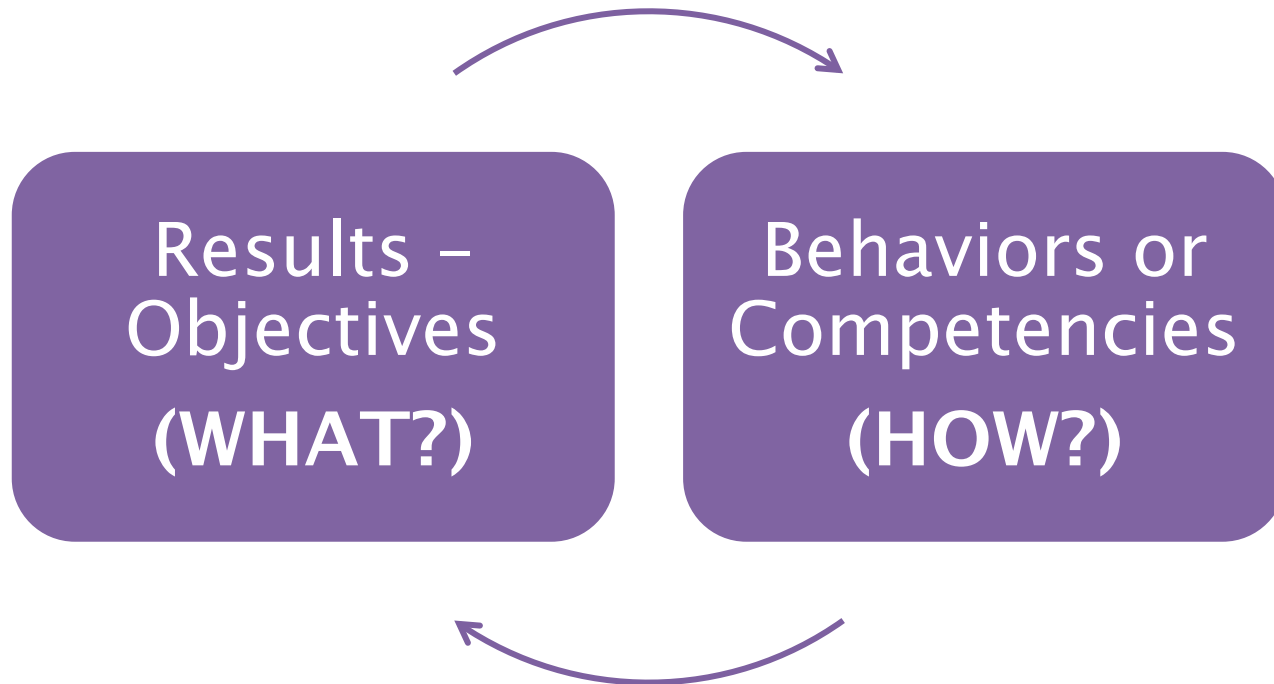 Results –
Objectives
(WHAT?)
Behaviors or
Competencies
(HOW?)